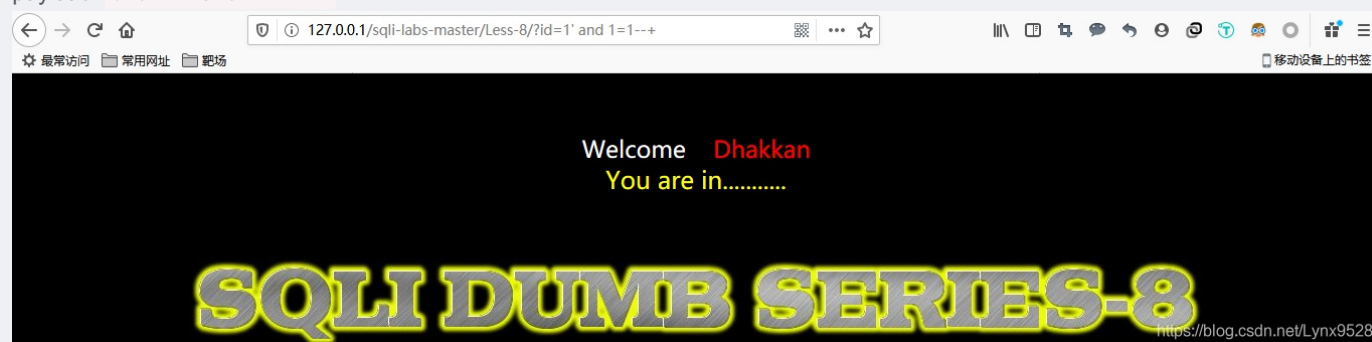 127.0.0.1/sqli-labs-master/Less-8/?id=1' and 1=1--+
最常访问 常用网址 靶场 移动设备上的书签
Welcome Dhakkan
You are in...........
SQLI DUMB SERIES-8
https://blog.csdn.net/Lynx9528